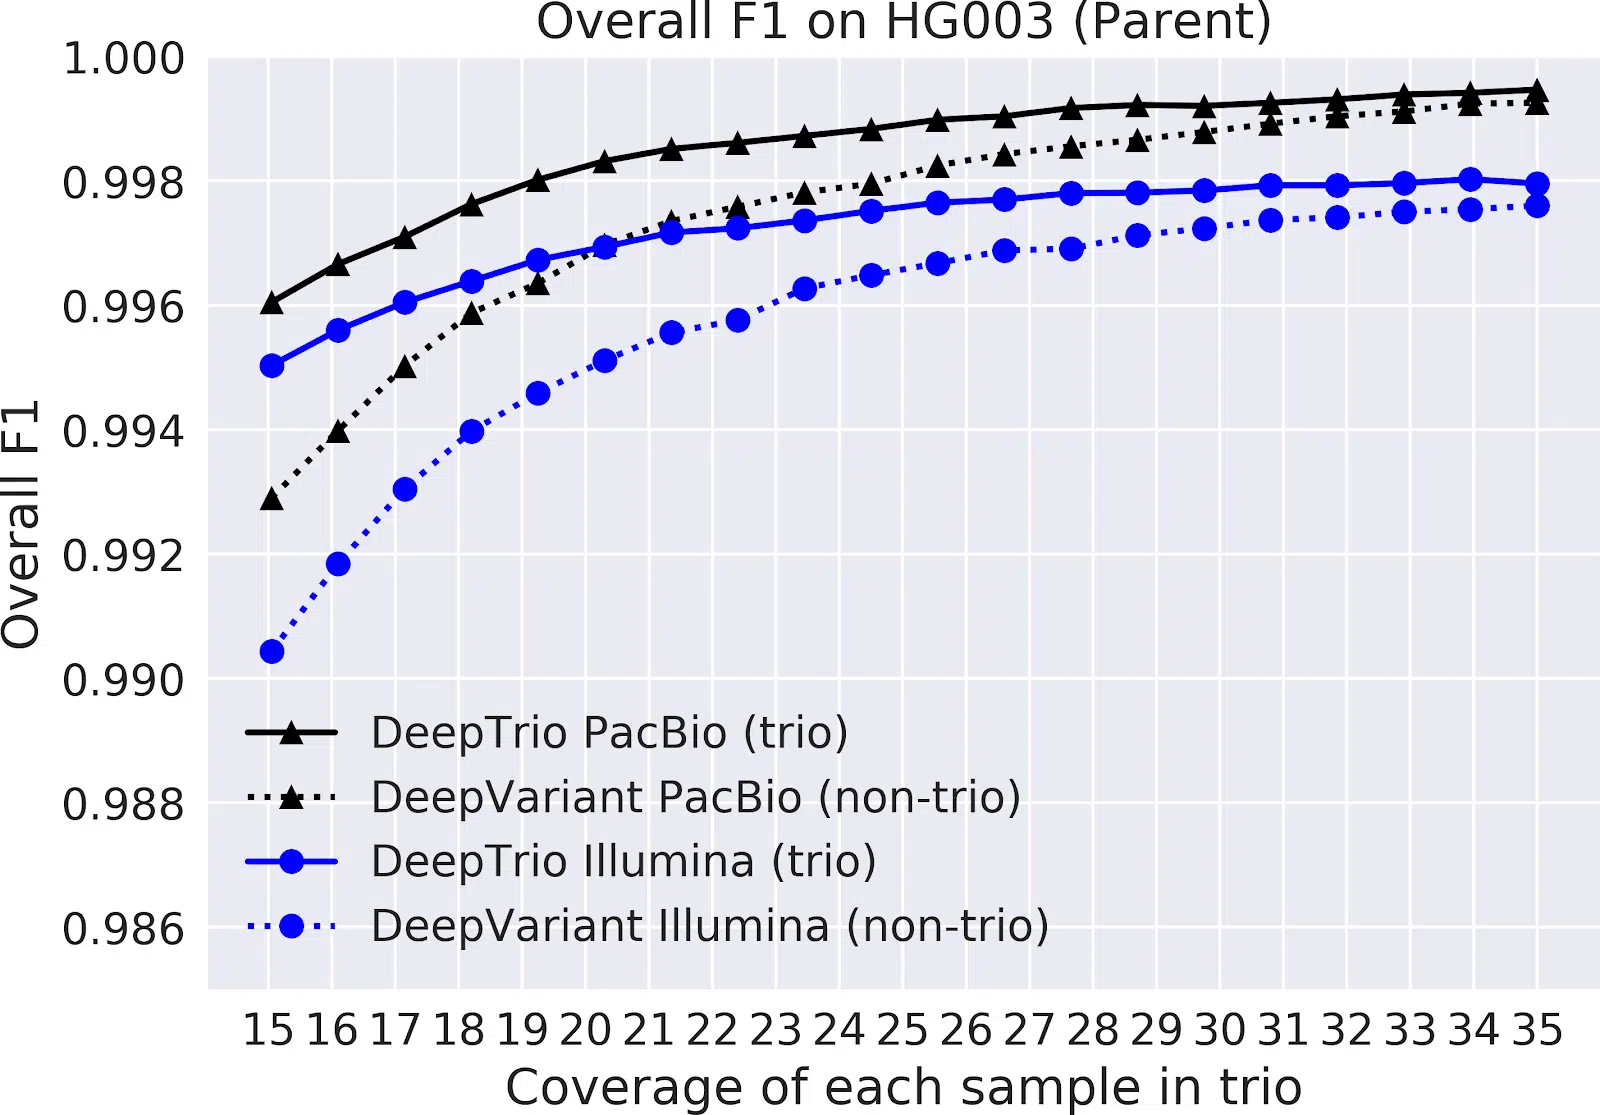 Overall F1 on HG003 (Parent)
1.000
0.998
0.996
0.994
0.992
0.990
0.988
0.986
Overall F1
DeepTrio PacBio (trio)
DeepVariant PacBio (non-trio)
DeepTrio Illumina (trio)
DeepVariant Illumina (non-trio)
15 16 17 18 19 20 21 22 23 24 25 26 27 28 29 30 31 32 33 34 35
Coverage of each sample in trio